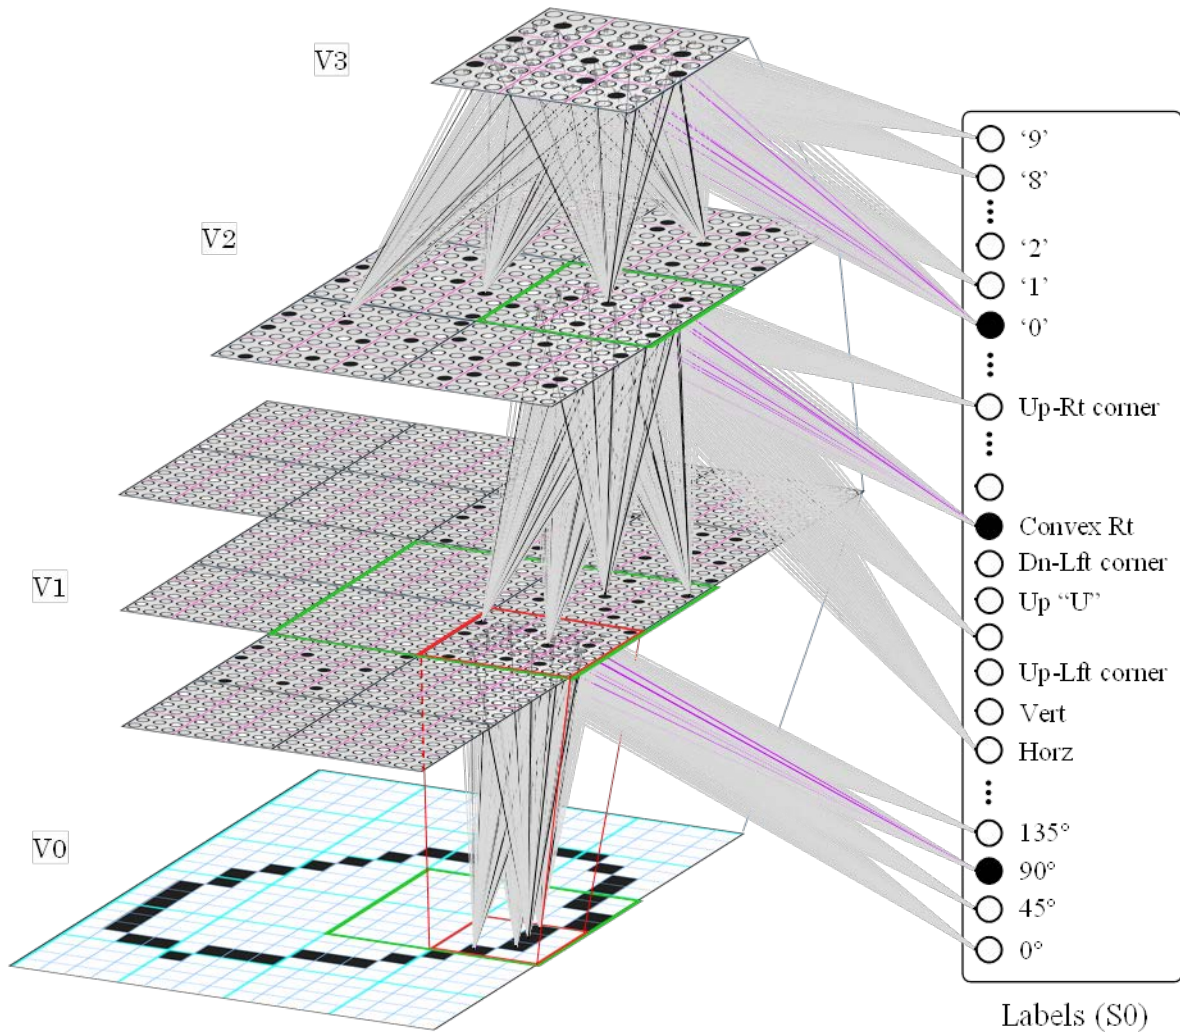 V3
V2
V1
V0
‘9’
‘8’
‘2’
‘1’
‘0’
Up-Rt corner
Convex Rt
Dn-Lft corner
Up “U”
Up-Lft corner
Vert
Horz
135°
90°
45°
0°
Labels (S0)